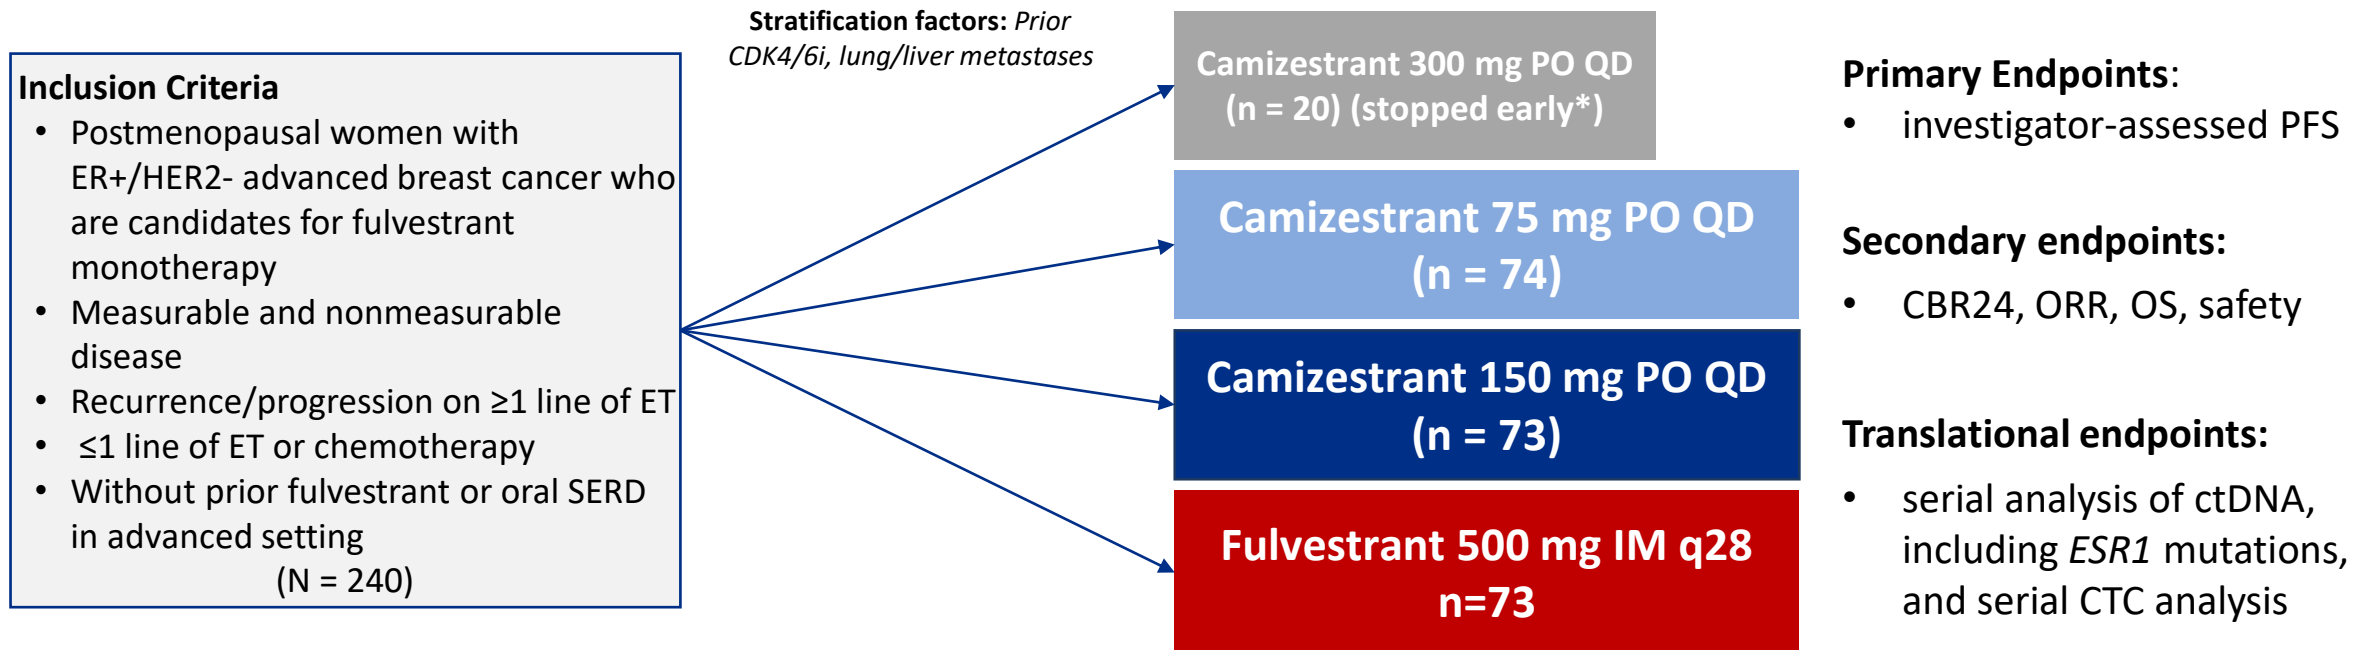 Stratification factors: Prior
CDK4/6i, lung/liver metastases
Inclusion Criteria
• Postmenopausal women with
ER+/HER2- advanced breast cancer who
are candidates for fulvestrant
monotherapy
• Measurable and nonmeasurable
disease
• Recurrence/progression on ≥1 line of ET
• ≤1 line of ET or chemotherapy
• Without prior fulvestrant or oral SERD
in advanced setting
(N = 240)
Camizestrant 300 mg PO QD
(n = 20) (stopped early*)
Camizestrant 75 mg PO QD
(n = 74)
Camizestrant 150 mg PO QD
(n = 73)
Fulvestrant 500 mg IM q28
n=73
Primary Endpoints:
• investigator-assessed PFS
Secondary endpoints:
• CBR24, ORR, OS, safety
Translational endpoints:
• serial analysis of ctDNA,
including ESR1 mutations,
and serial CTC analysis